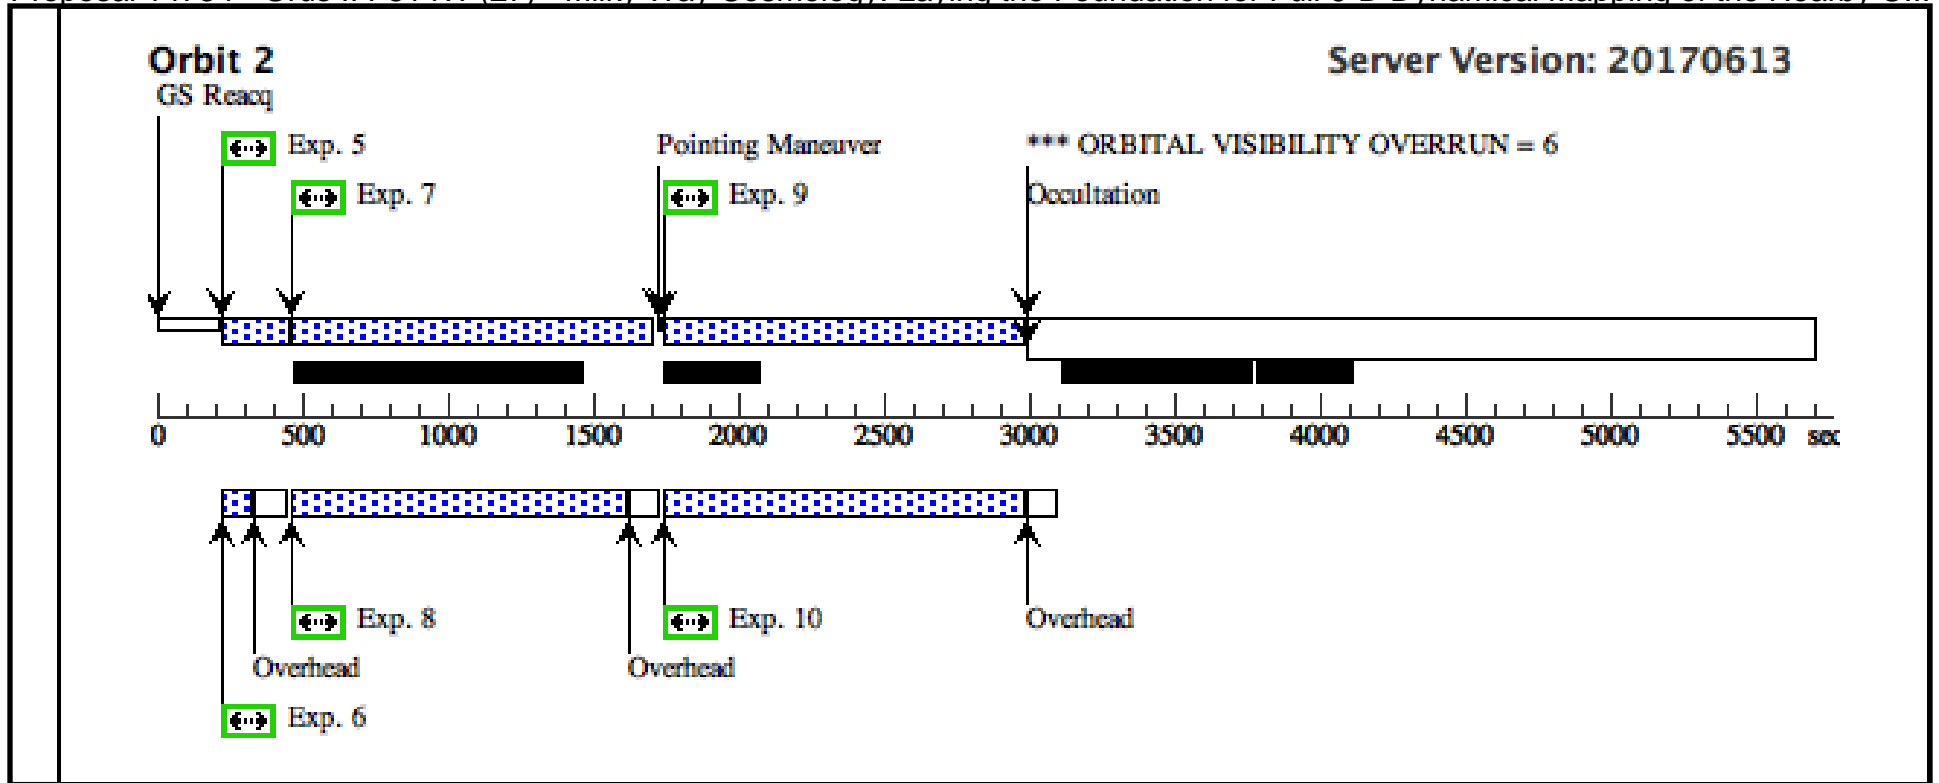 Orbit 2
Server Version: 20170613
GS Reacq
Exp. 5
Pointing Maneuver
*** ORBITAL VISIBILITY OVERRUN = 6
Exp. 7
Exp. 9
Occultation
0 500 1000 1500 2000 2500 3000 3500 4000 4500 5000 5500 sec
Exp. 8
Exp. 10
Overhead
Overhead
Overhead
Exp. 6